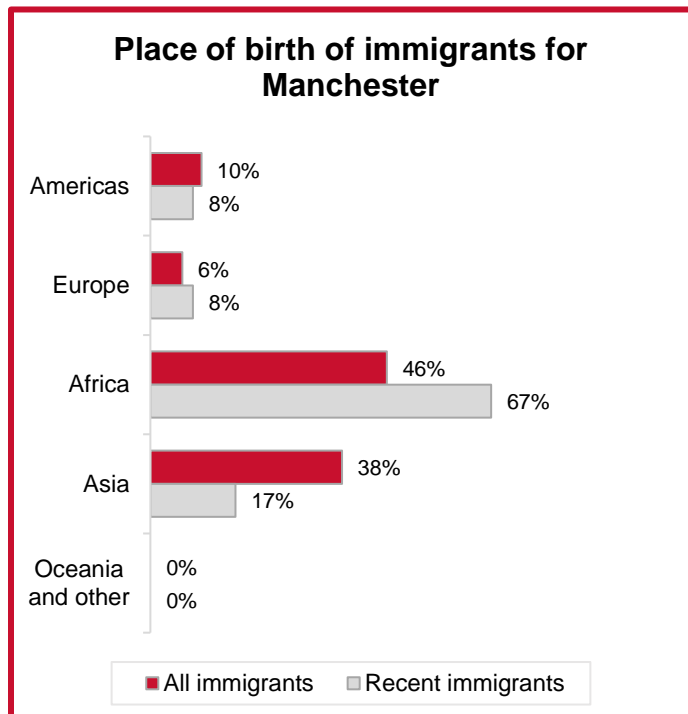 Place of birth of immigrants for
Manchester
Americas
10%
8%
Europe
6%
8%
Africa
46%
67%
Asia
38%
17%
Oceania
and other
0%
0%
All immigrants
Recent immigrants